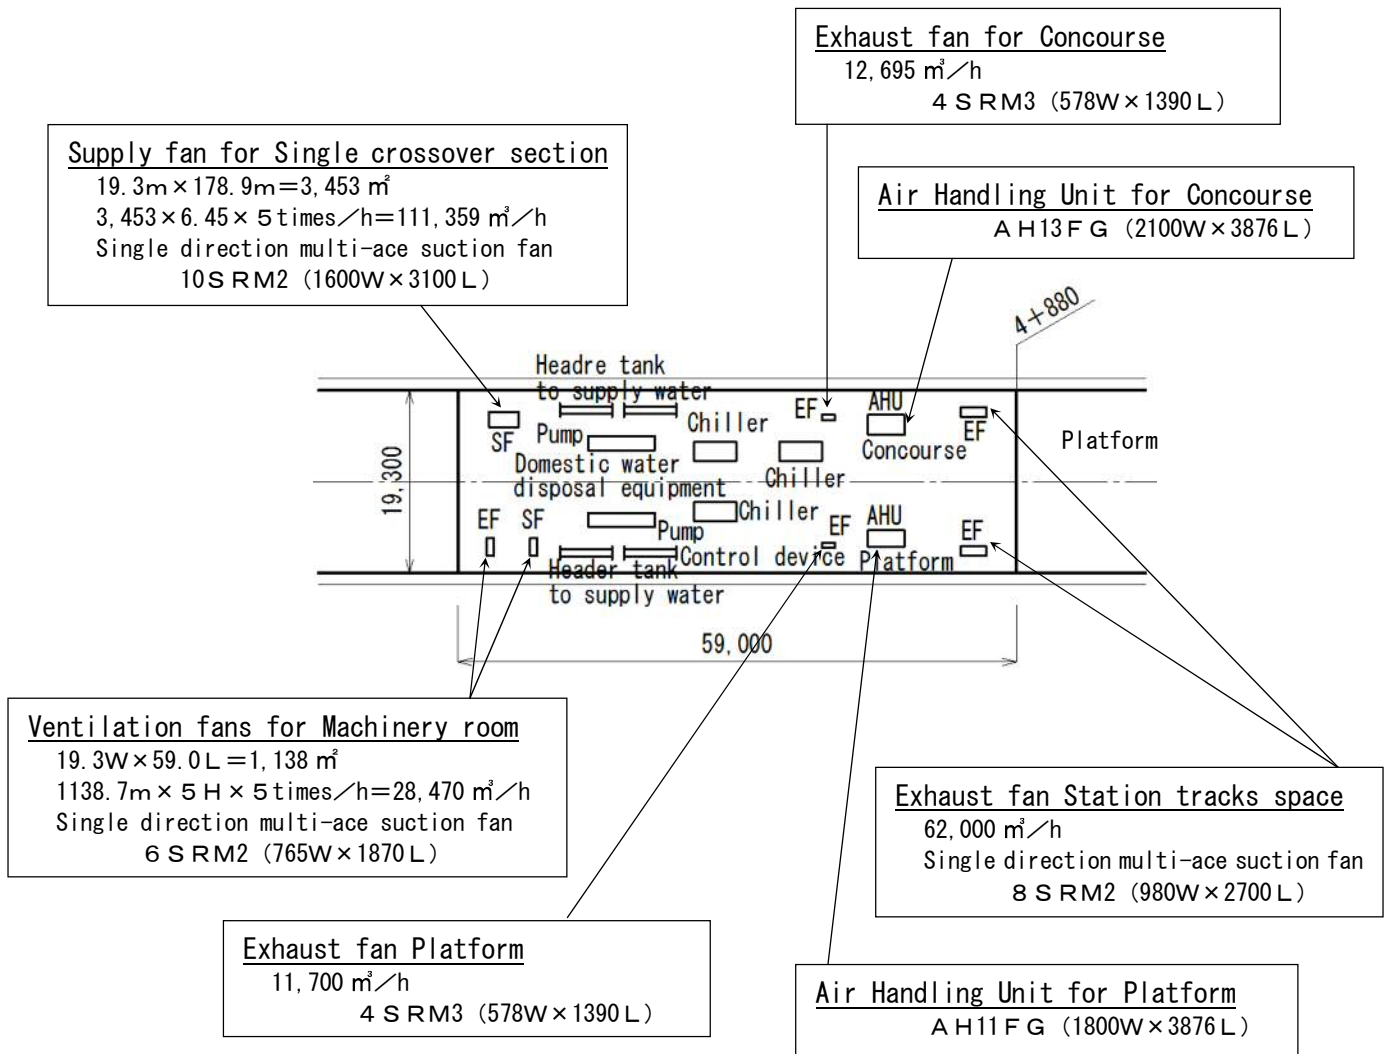 Exhaust fan for Concourse
12,695 ㎥/h
4SRM3 (578W×1390L)
Supply fan for Single crossover section
19.3m×178.9m=3,453 ㎡
3,453×6.45×5times/h=111,359 ㎥/h
Single direction multi-ace suction fan
10SRM2 (1600W×3100L)
Air Handling Unit for Concourse
AH13FG (2100W×3876L)
4+880
Headre tank
to supply water
EF
AHU
SF
Pump
Chiller
EF
Platform
Concourse
Domestic water
disposal equipment
Chiller
19,300
EF
SF
Chiller
EF
AHU
EF
Pump
Control device
Platform
Header tank
to supply water
59,000
Ventilation fans for Machinery room
19.3W×59.0L=1,138 ㎡
1138.7m×5H×5times/h=28,470 ㎥/h
Single direction multi-ace suction fan
6SRM2 (765W×1870L)
Exhaust fan Station tracks space
62,000 ㎥/h
Single direction multi-ace suction fan
8SRM2 (980W×2700L)
Exhaust fan Platform
11,700 ㎥/h
4SRM3 (578W×1390L)
Air Handling Unit for Platform
AH11FG (1800W×3876L)